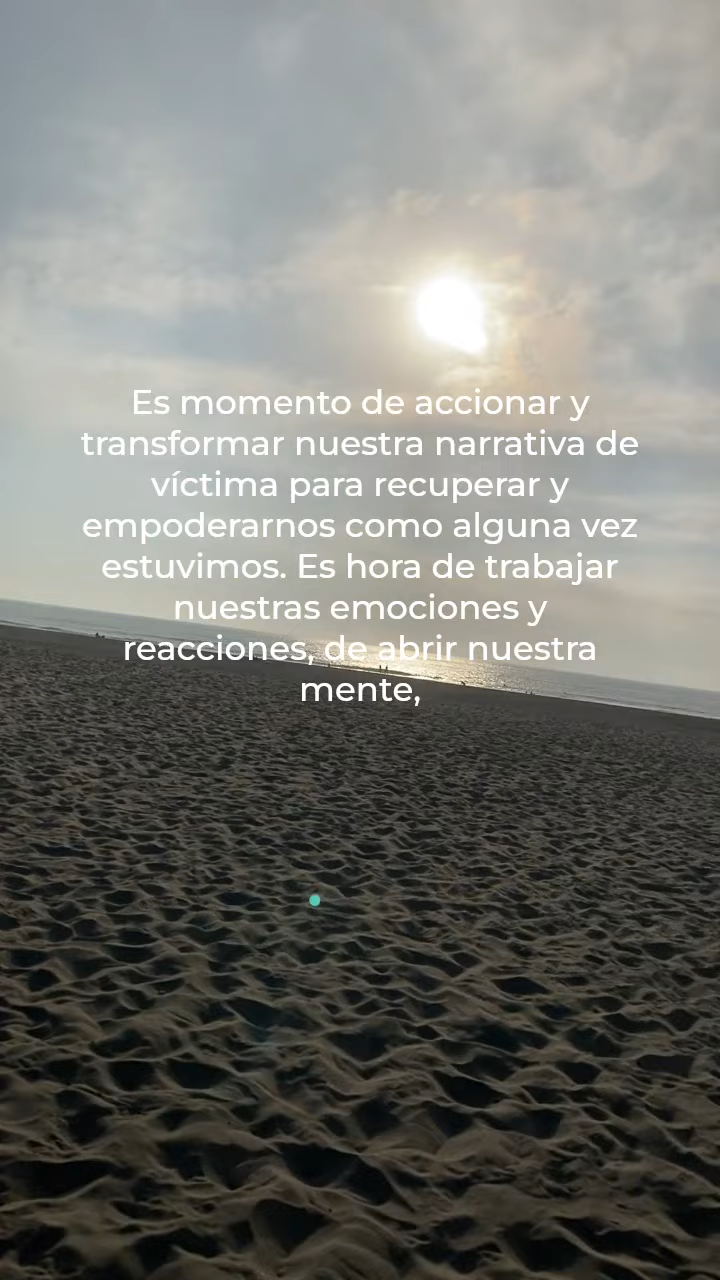 Es momento de accionar y
transformar nuestra narrativa de
víctima para recuperar y
empoderarnos como alguna vez
estuvimos. Es hora de trabajar
nuestras emociones y
reacciones, de abrir nuestra
mente,